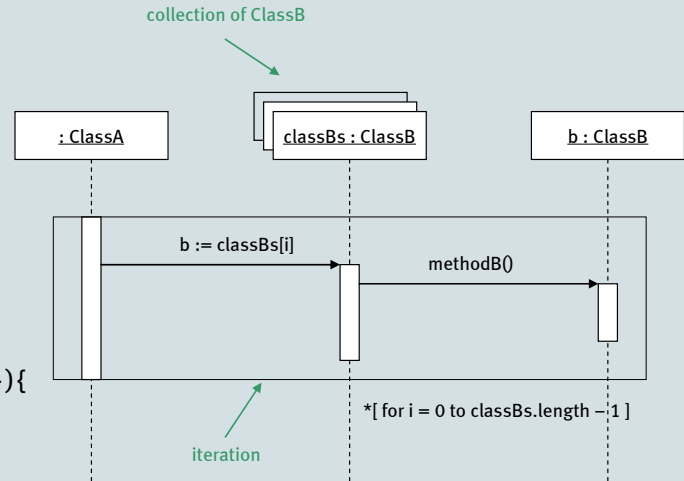 collection of ClassB
: ClassA
classBs : ClassB
b : ClassB
b := classBs[i]
methodB()
){
*[ for i = 0 to classBs.length – 1 ]
iteration